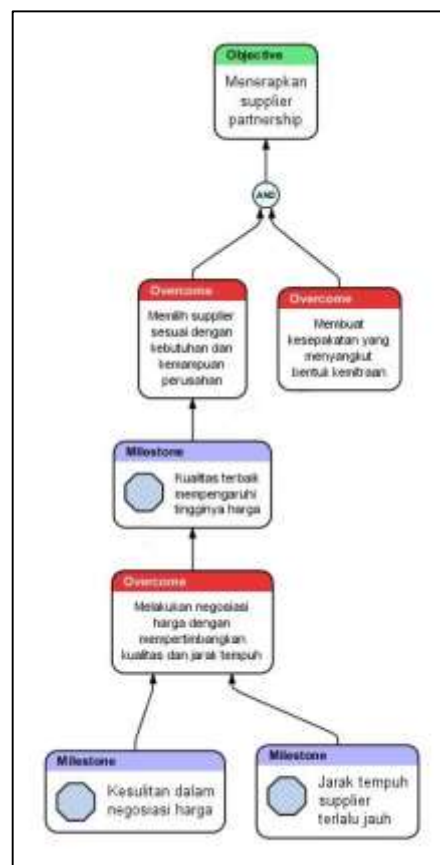 Objective
Menerapkan
supplier
partnership
AND
Overcome
Memilih supplier
sesuai dengan
kebutuhan dan
kemampuan
perusahan
Overcome
Membuat
kesepakatan yang
menyangkut
bentuk kemitraan
Milestone
Kualitas terbaik
mempengaruhi
tingginya harga
Overcome
Melakukan negosiasi
harga dengan
mempertimbangkan
kualitas dan jarak tempuh
Milestone
Kesulitan dalam
negosiasi harga
Milestone
Jarak tempuh
supplier
terlalu jauh